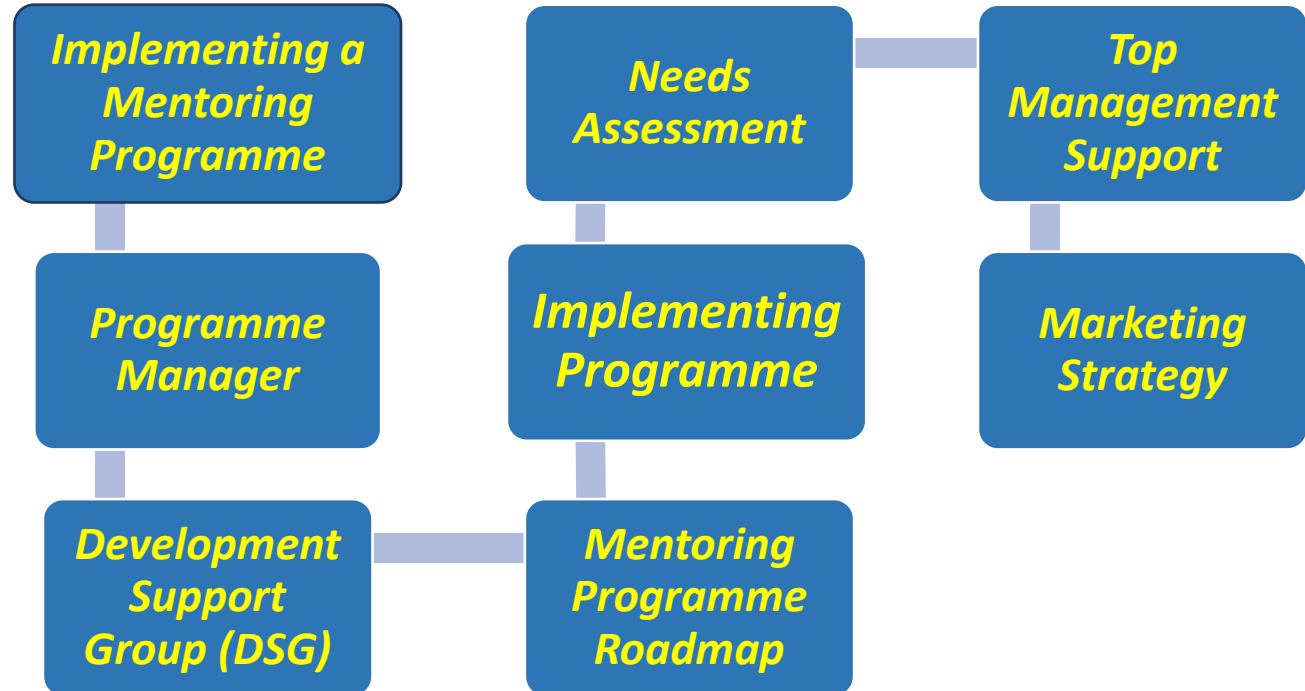 Implementing a
Mentoring
Programme
Programme
Manager
Development
Support
Group (DSG)
Mentoring
Programme
Roadmap
Implementing
Programme
Needs
Assessment
Top
Management
Support
Marketing
Strategy